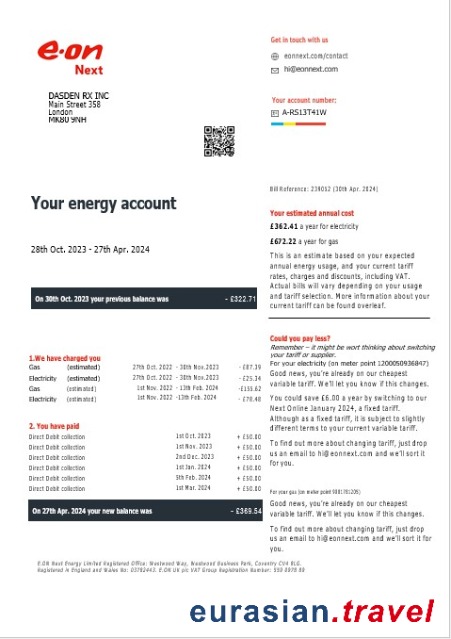 e·on
Next
DASDEN RX INC
Main Street 358
London
MK80 9NH
Get in touch with us
eonnext.com/contact
hi@eonnext.com
Your account number:
A-RS13T41W
Bill Reference: 239052 (30th Apr. 2024)
Your energy account
28th Oct. 2023 - 27th Apr. 2024
On 30th Oct. 2023 your previous balance was - £322.71
1.We have charged you
Gas (estimated) 27th Oct. 2022 - 30th Nov.2023 -£87.39
Electricity (estimated) 27th Oct. 2022 - 30th Nov.2023 -£25.34
Gas (estimated) 1st Nov. 2022 -13th Feb. 2024 -£155.62
Electricity (estimated) 1st Nov. 2022 -13th Feb. 2024 -£78.48
2. You have paid
Direct Debit collection 1st Oct. 2023 + £50.00
Direct Debit collection 1st Nov. 2023 + £50.00
Direct Debit collection 2nd Dec. 2023 + £50.00
Direct Debit collection 1st Jan. 2024 + £50.00
Direct Debit collection 5th Feb. 2024 + £50.00
Direct Debit collection 1st Mar. 2024 + £50.00
On 27th Apr. 2024 your new balance was - £369.54
Your estimated annual cost
£362.41 a year for electricity
£672.22 a year for gas
This is an estimate based on your expected
annual energy usage, and your current tariff
rates, charges and discounts, including VAT.
Actual bills will vary depending on your usage
and tariff selection. More information about your
current tariff can be found overleaf.
Could you pay less?
Remember – it might be wort thinking about switching
your tariff or supplier.
For your electricity (on meter point 1200050936847)
Good news, you're already on our cheapest
variable tariff. We'll let you know if this changes.
You could save £6.00 a year by switching to our
Next Online January 2024, a fixed tariff.
Although as a fixed tariff, it is subject to slightly
different terms to your current variable tariff.
To find out more about changing tariff, just drop
us an email to hi@eonnext.com and we'll sort it
for you.
For your gas (on meter point
Good news, you're already on our cheapest
variable tariff. We'll let you know if this changes.
To find out more about changing tariff, just drop
us an email to hi@eonnext.com and we'll sort it for
you.
E.ON Next Energy Limited Registered Office: Westwood Way, Westwood Business Park, Coventry CV4 8LG.
Registered in England and Wales No: 03782443. E.ON UK plc VAT Group Registration Number: 559 0978 89
eurasian.travel